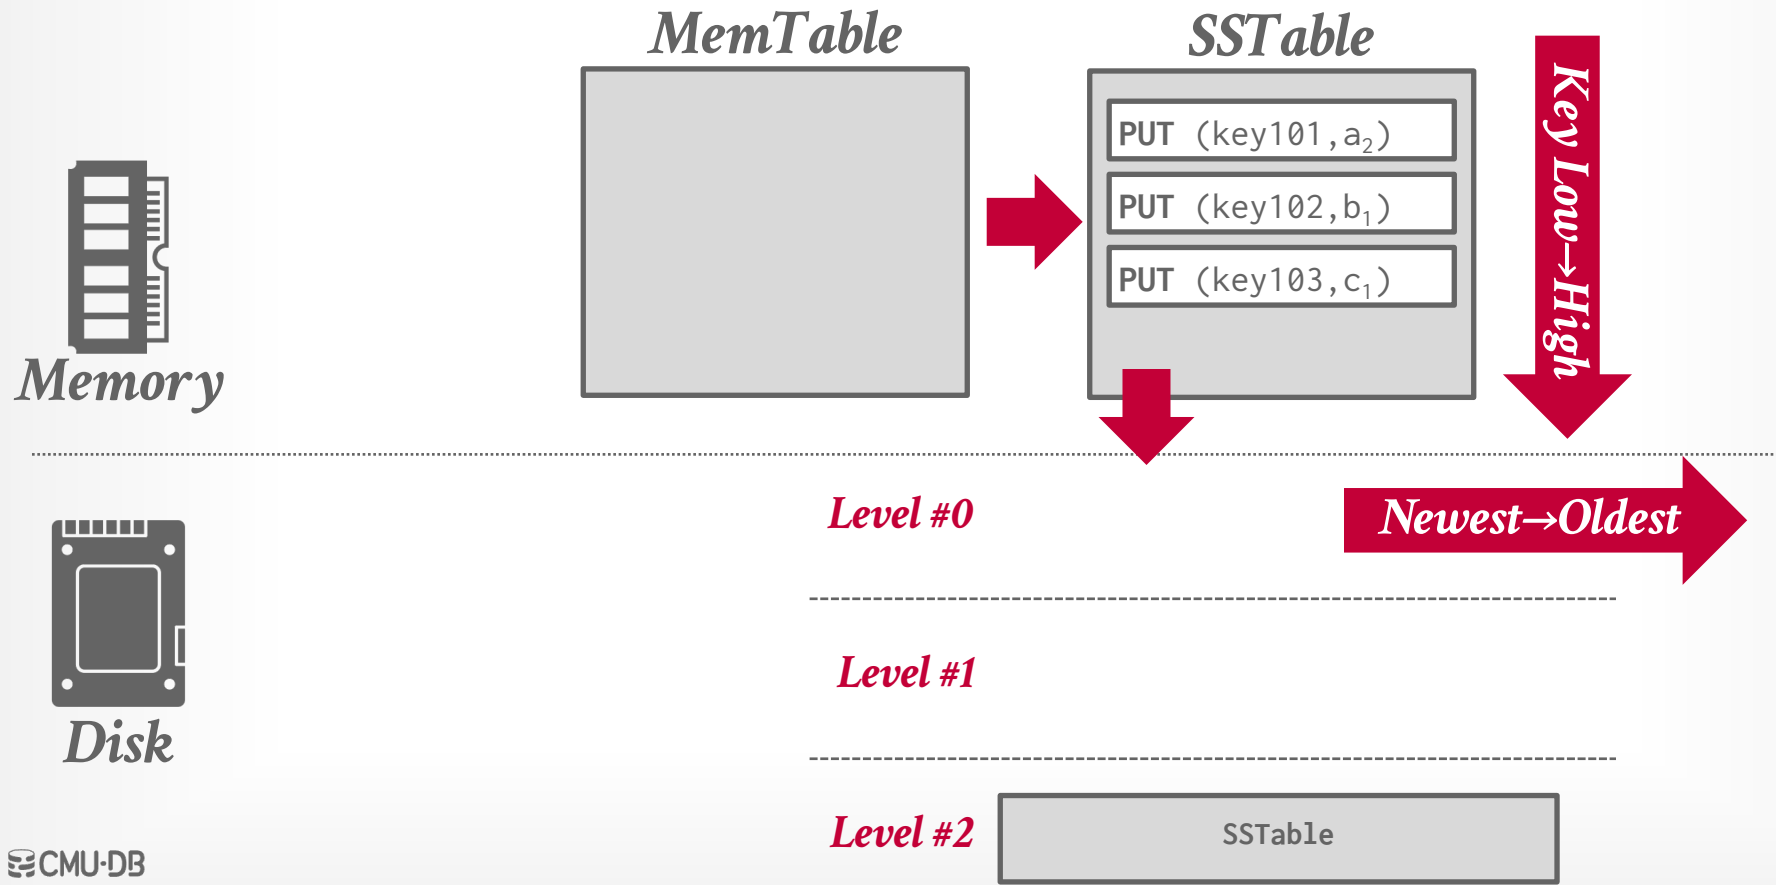 MemTable
SSTable
PUT (key101,a₂)
PUT (key102,b₁)
PUT (key103,c₁)
Key Low→High
Memory
Level #0
Newest→Oldest
Level #1
Disk
Level #2
SSTable
CMU·DB